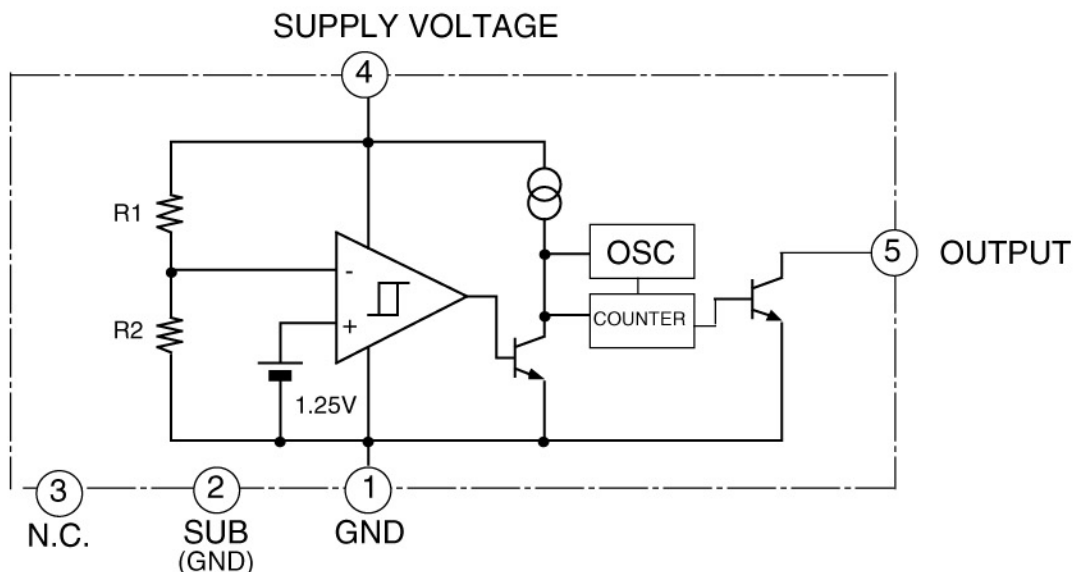 SUPPLY VOLTAGE
4
R1
-
OSC
5 OUTPUT
COUNTER
R2
+
1.25V
3
2
1
N.C.
SUB
GND
(GND)